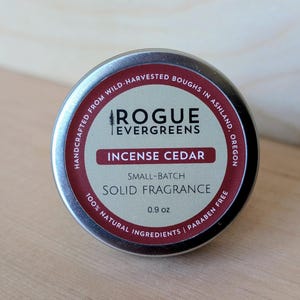 HANDCRAFTED FROM WILD-HARVESTED BOUGHS IN ASHLAND, OREGON
ROGUE
EVERGREENS
INCENSE CEDAR
SMALL-BATCH
SOLID FRAGRANCE
0.9 oz
100% NATURAL INGREDIENTS | PARABEN FREE